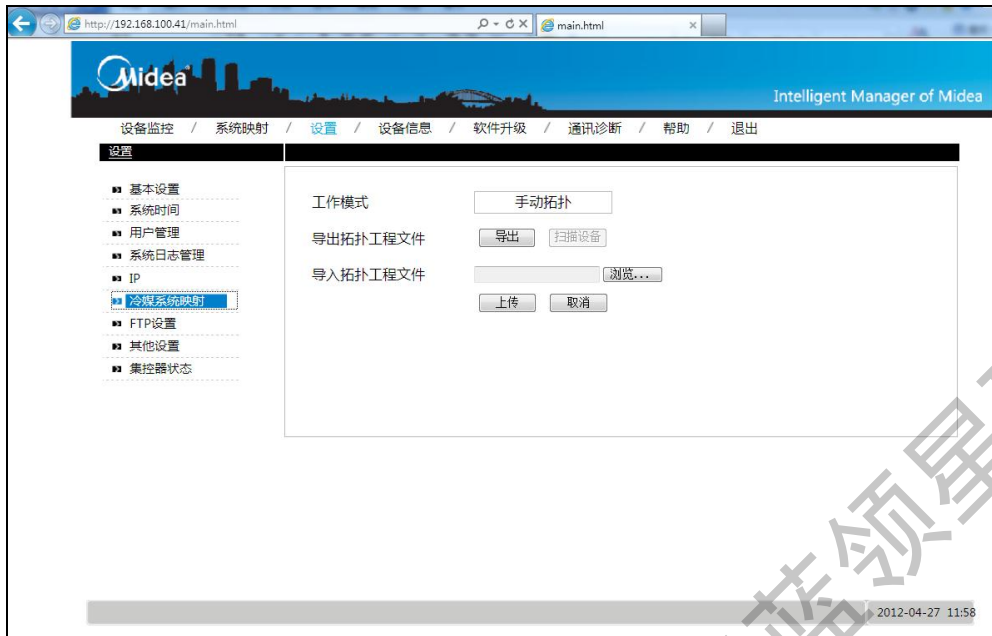 http://192.168.100.41/main.html
main.html
Midea
Intelligent Manager of Midea
设备监控 / 系统映射 / 设置 / 设备信息 / 软件升级 / 通讯诊断 / 帮助 / 退出
设置
基本设置
系统时间
用户管理
系统日志管理
IP
冷媒系统映射
FTP设置
其他设置
集控器状态
工作模式 手动拓扑
导出拓扑工程文件 导出 扫描设备
导入拓扑工程文件 浏览...
上传 取消
蓝领星
2012-04-27 11:58